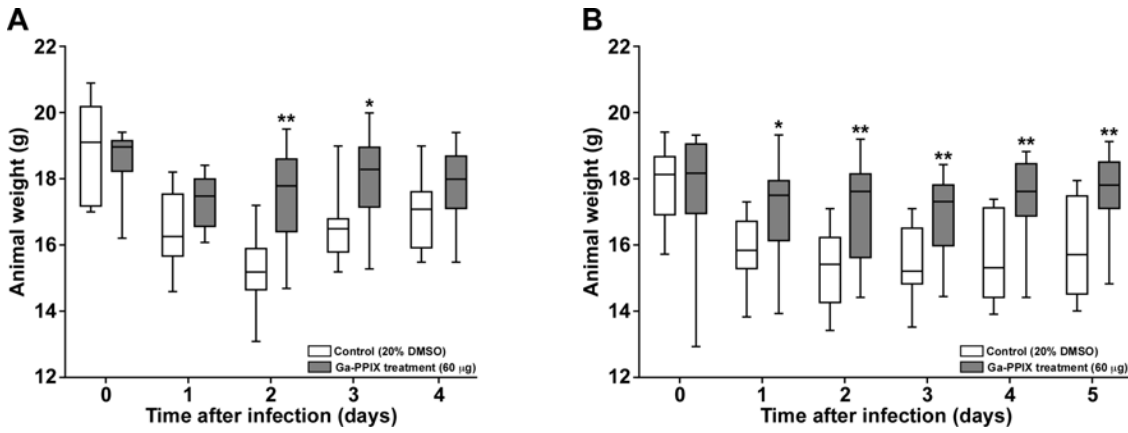 A
22
20
18
16
14
12
Animal weight (g)
**
*
Control (20% DMSO)
Ga-PPIX treatment (60 μg)
0 1 2 3 4
Time after infection (days)
B
22
20
18
16
14
12
Animal weight (g)
*
**
**
**
**
Control (20% DMSO)
Ga-PPIX treatment (60 μg)
0 1 2 3 4 5
Time after infection (days)